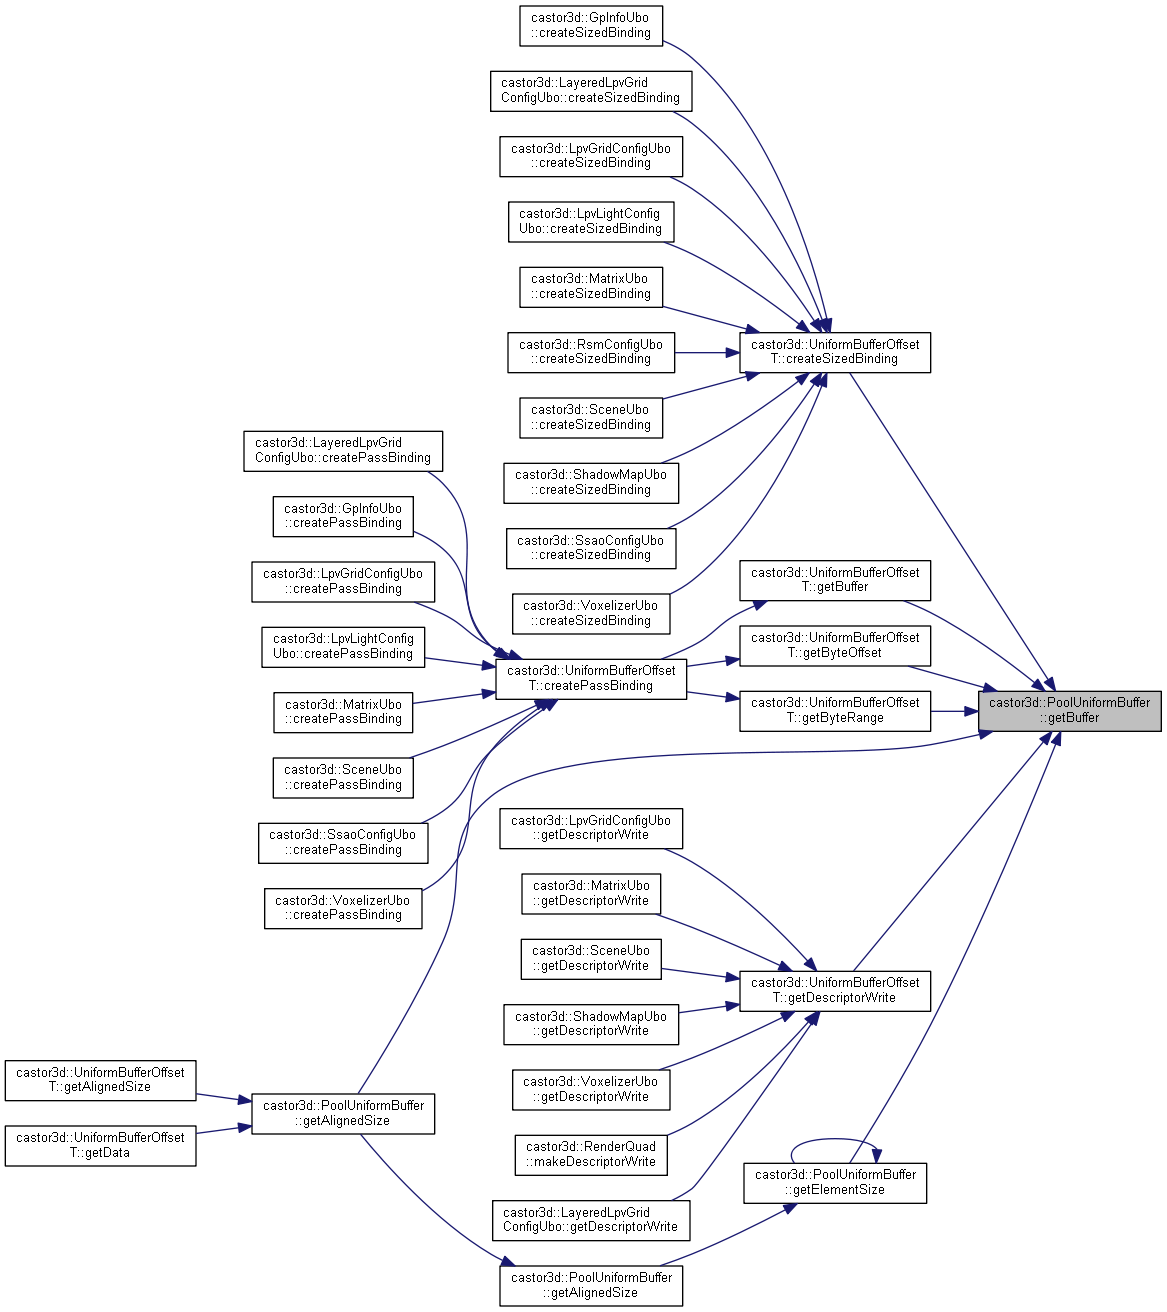 castor3d::GpInfoUbo
::createSizedBinding
castor3d::LayeredLpvGrid
ConfigUbo::createSizedBinding
castor3d::LpvGridConfigUbo
::createSizedBinding
castor3d::LpvLightConfig
Ubo::createSizedBinding
castor3d::MatrixUbo
::createSizedBinding
castor3d::RsmConfigUbo
::createSizedBinding
castor3d::UniformBufferOffset
T::createSizedBinding
castor3d::SceneUbo
::createSizedBinding
castor3d::ShadowMapUbo
::createSizedBinding
castor3d::SsaoConfigUbo
::createSizedBinding
castor3d::VoxelizerUbo
::createSizedBinding
castor3d::LayeredLpvGrid
ConfigUbo::createPassBinding
castor3d::GpInfoUbo
::createPassBinding
castor3d::LpvGridConfigUbo
::createPassBinding
castor3d::LpvLightConfig
Ubo::createPassBinding
castor3d::MatrixUbo
::createPassBinding
castor3d::SceneUbo
::createPassBinding
castor3d::SsaoConfigUbo
::createPassBinding
castor3d::VoxelizerUbo
::createPassBinding
castor3d::UniformBufferOffset
T::createPassBinding
castor3d::UniformBufferOffset
T::getBuffer
castor3d::UniformBufferOffset
T::getByteOffset
castor3d::UniformBufferOffset
T::getByteRange
castor3d::PoolUniformBuffer
::getBuffer
castor3d::LpvGridConfigUbo
::getDescriptorWrite
castor3d::MatrixUbo
::getDescriptorWrite
castor3d::SceneUbo
::getDescriptorWrite
castor3d::ShadowMapUbo
::getDescriptorWrite
castor3d::VoxelizerUbo
::getDescriptorWrite
castor3d::RenderQuad
::makeDescriptorWrite
castor3d::LayeredLpvGrid
ConfigUbo::getDescriptorWrite
castor3d::UniformBufferOffset
T::getDescriptorWrite
castor3d::UniformBufferOffset
T::getAlignedSize
castor3d::UniformBufferOffset
T::getData
castor3d::PoolUniformBuffer
::getAlignedSize
castor3d::PoolUniformBuffer
::getElementSize
castor3d::PoolUniformBuffer
::getAlignedSize